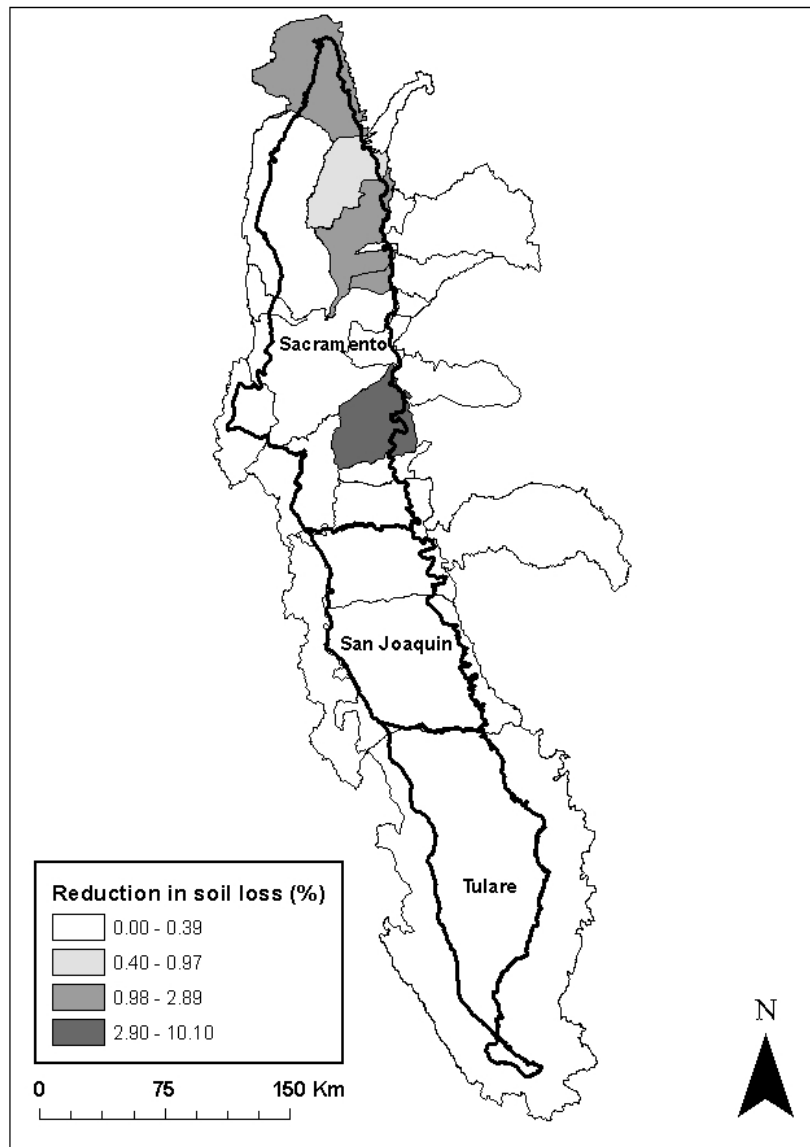 Sacramento
San Joaquin
Tulare
Reduction in soil loss (%)
0.00 - 0.39
0.40 - 0.97
0.98 - 2.89
2.90 - 10.10
0 75 150 Km
N